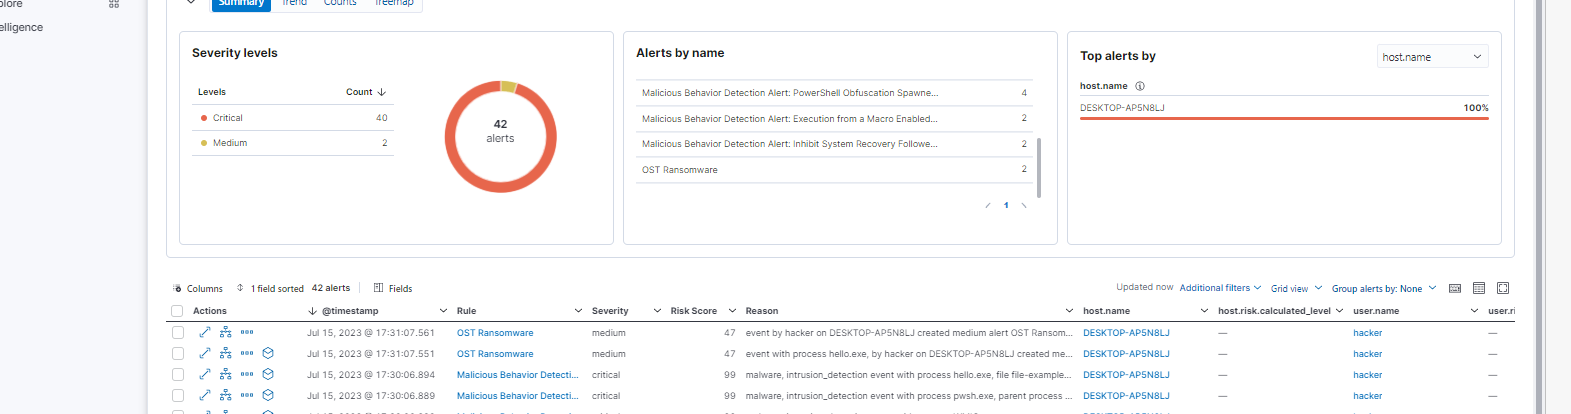 Summary Trend Counts Treemap
elligence
Severity levels
Levels Count
Critical 40
Medium 2
42
alerts
Alerts by name
Malicious Behavior Detection Alert: PowerShell Obfuscation Spawne... 4
Malicious Behavior Detection Alert: Execution from a Macro Enabled... 2
Malicious Behavior Detection Alert: Inhibit System Recovery Followe... 2
OST Ransomware 2
1
Top alerts by host.name
host.name
DESKTOP-AP5N8LJ 100%
Columns 1 field sorted 42 alerts Fields Updated now Additional filters Grid view Group alerts by: None
Actions @timestamp Rule Severity Risk Score Reason host.name host.risk.calculated_level user.name user.ri
Jul 15, 2023 @ 17:31:07.561 OST Ransomware medium 47 event by hacker on DESKTOP-AP5N8LJ created medium alert OST Ransom... DESKTOP-AP5N8LJ — hacker —
Jul 15, 2023 @ 17:31:07.551 OST Ransomware medium 47 event with process hello.exe, by hacker on DESKTOP-AP5N8LJ created me... DESKTOP-AP5N8LJ — hacker —
Jul 15, 2023 @ 17:30:06.894 Malicious Behavior Detecti... critical 99 malware, intrusion_detection event with process hello.exe, file file-example... DESKTOP-AP5N8LJ — hacker —
Jul 15, 2023 @ 17:30:06.889 Malicious Behavior Detecti... critical 99 malware, intrusion_detection event with process pwsh.exe, parent process ... DESKTOP-AP5N8LJ — hacker —